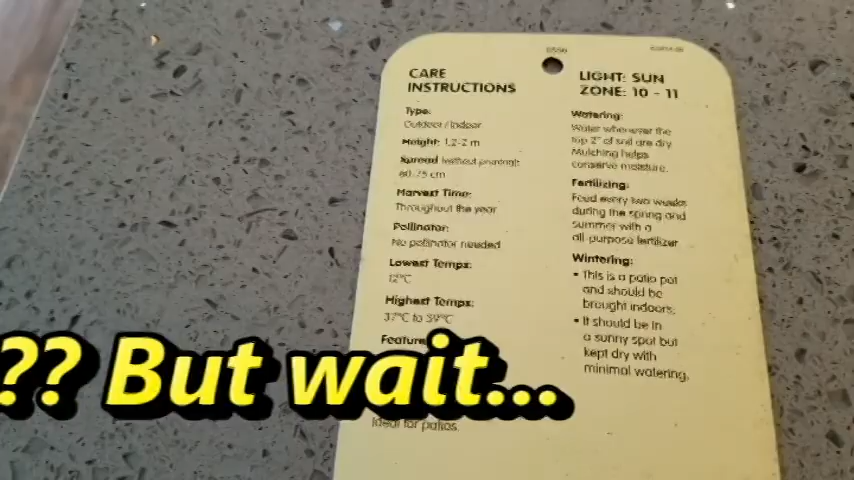 CARE
INSTRUCTIONS
Type:
Outdoor / Indoor
Height: 1.2-2 m
Spread (without pruning):
60-75 cm
Harvest Time:
Throughout the year
Pollinator:
No pollinator needed
Lowest Temps:
12°C
Highest Temps:
37°C to 39°C
Feature
Ideal for patios.
LIGHT: SUN
ZONE: 10 - 11
Watering:
Water whenever the
top 2" of soil are dry
Mulching helps
conserve moisture.
Fertilizing:
Feed every two weeks
during the spring and
summer with a
all-purpose fertilizer
Wintering:
• This is a patio pot
and should be
brought indoors.
• It should be in
a sunny spot but
kept dry with
minimal watering.
?? But wait...